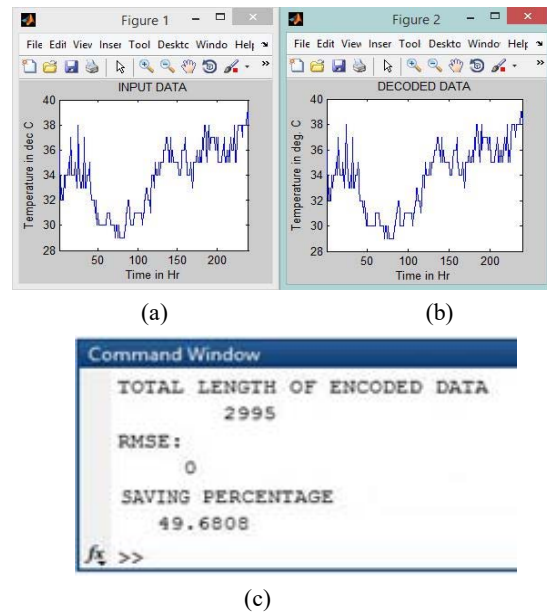 Figure 1
File Edit Viev Inser Tool Deskto Windo Help
INPUT DATA
Temperature in dec C
40
38
36
34
32
30
28
50 100 150 200
Time in Hr
(a)
Figure 2
File Edit Viev Inser Tool Deskto Windo Help
DECODED DATA
Temperature in deg. C
40
38
36
34
32
30
28
50 100 150 200
Time in Hr
(b)
Command Window
TOTAL LENGTH OF ENCODED DATA
2995
RMSE:
0
SAVING PERCENTAGE
49.6808
fx >>
(c)